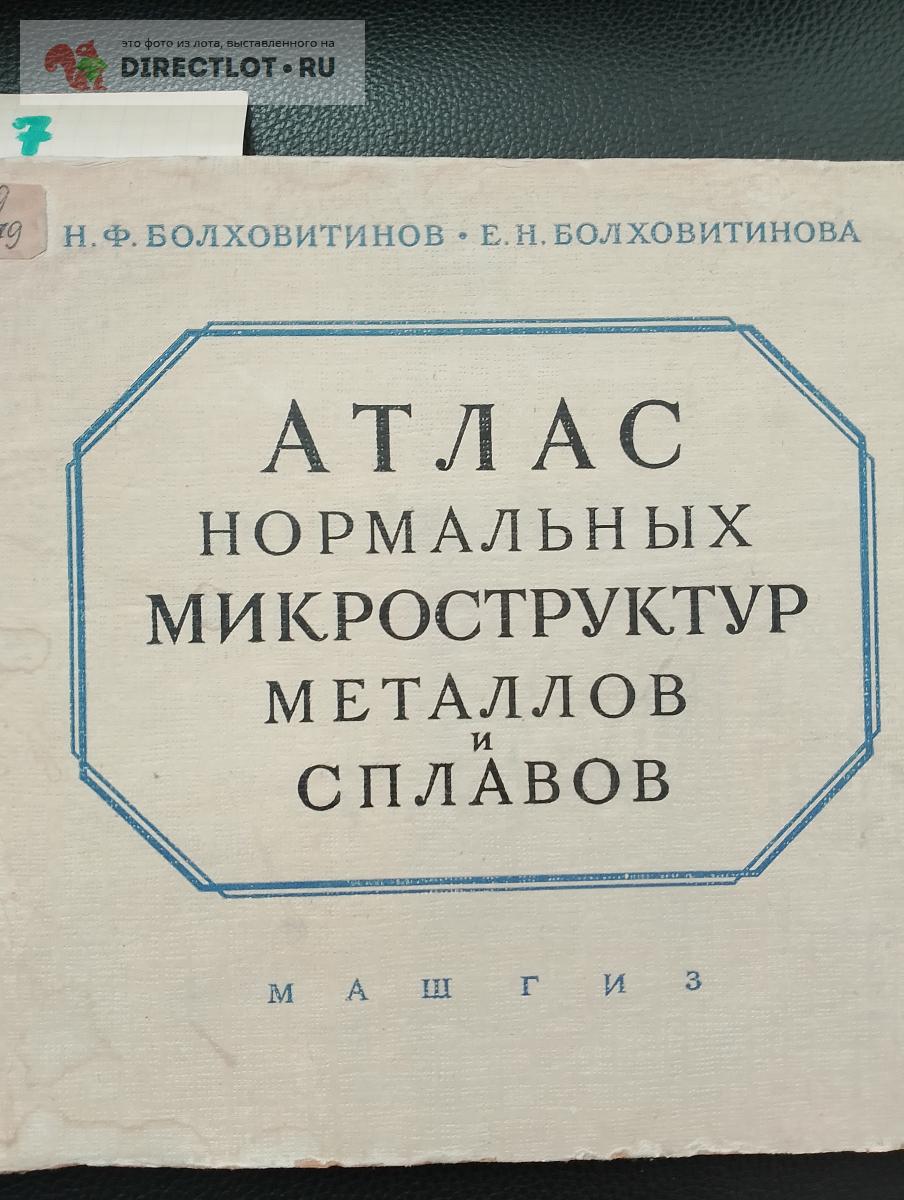 это фото из лота, выставленного на
DIRECTLOT•RU
7
Н. Ф. БОЛХОВИТИНОВ • Е. Н. БОЛХОВИТИНОВА
АТЛАС
НОРМАЛЬНЫХ
МИКРОСТРУКТУР
МЕТАЛЛОВ
И
СПЛАВОВ
МАШГИЗ